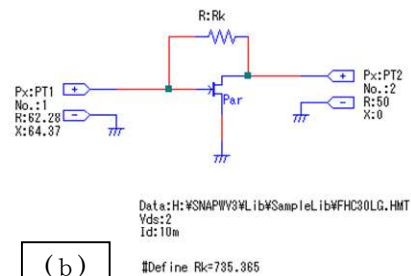 R:Rk
Px:PT1
No.:1
R:62.28
X:64.37
Par
Px:PT2
No.:2
R:50
X:0
Data:H:¥SNAPWV3¥Lib¥SampleLib¥FHC30LG.HMT
Vds:2
Id:10m
(b)
#Define Rk=735.365